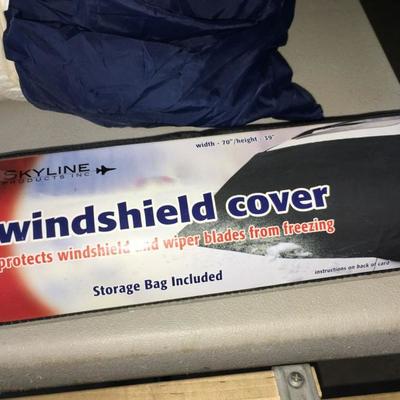 width - 70"/height - 39"
SKYLINE
PRODUCTS INC
windshield cover
protects windshield and wiper blades from freezing
Storage Bag Included
instructions on back of card